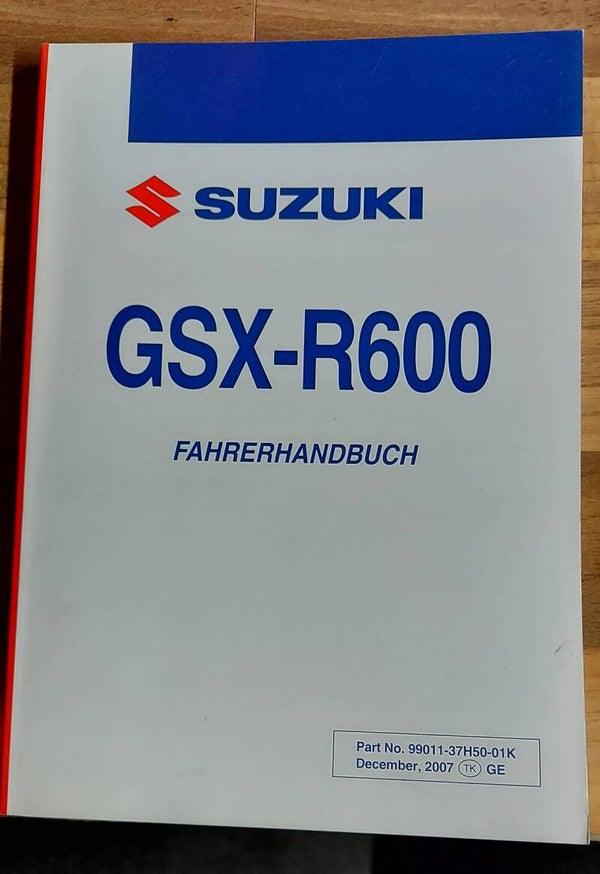 SUZUKI
GSX-R600
FAHRERHANDBUCH
Part No. 99011-37H50-01K
December, 2007 TK GE